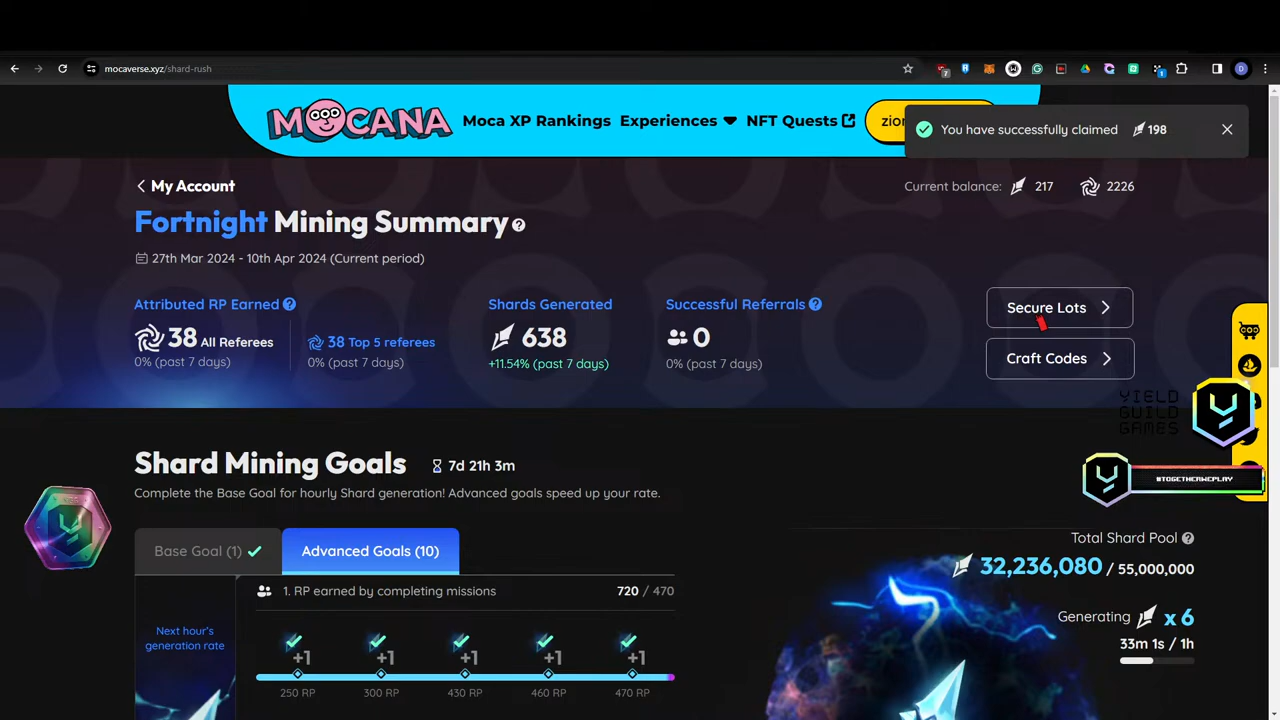 mocaverse.xyz/shard-rush
MOCANA
Moca XP Rankings
Experiences
NFT Quests
zion
You have successfully claimed 198
My Account
Current balance: 217 2226
Fortnight Mining Summary
27th Mar 2024 - 10th Apr 2024 (Current period)
Attributed RP Earned
38 All Referees
0% (past 7 days)
38 Top 5 referees
0% (past 7 days)
Shards Generated
638
+11.54% (past 7 days)
Successful Referrals
0
0% (past 7 days)
Secure Lots
Craft Codes
YIELD
GUILD
GAMES
#TOGETHERWEPLAY
Shard Mining Goals
7d 21h 3m
Complete the Base Goal for hourly Shard generation! Advanced goals speed up your rate.
Base Goal (1)
Advanced Goals (10)
1. RP earned by completing missions 720 / 470
Next hour's
generation rate
+1 +1 +1 +1 +1
250 RP 300 RP 430 RP 460 RP 470 RP
Total Shard Pool
32,236,080 / 55,000,000
Generating x 6
33m 1s / 1h